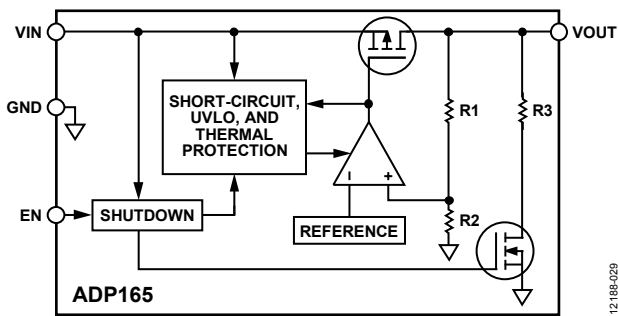 VIN
VOUT
GND
SHORT-CIRCUIT,
UVLO, AND
THERMAL
PROTECTION
R1
R3
– +
EN
SHUTDOWN
REFERENCE
R2
ADP165
12188-029